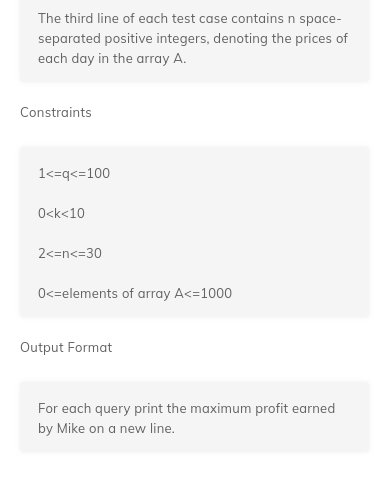 The third line of each test case contains n space-
separated positive integers, denoting the prices of
each day in the array A.
Constraints
1<=q<=100
0<k<10
2<=n<=30
0<=elements of array A<=1000
Output Format
For each query print the maximum profit earned
by Mike on a new line.